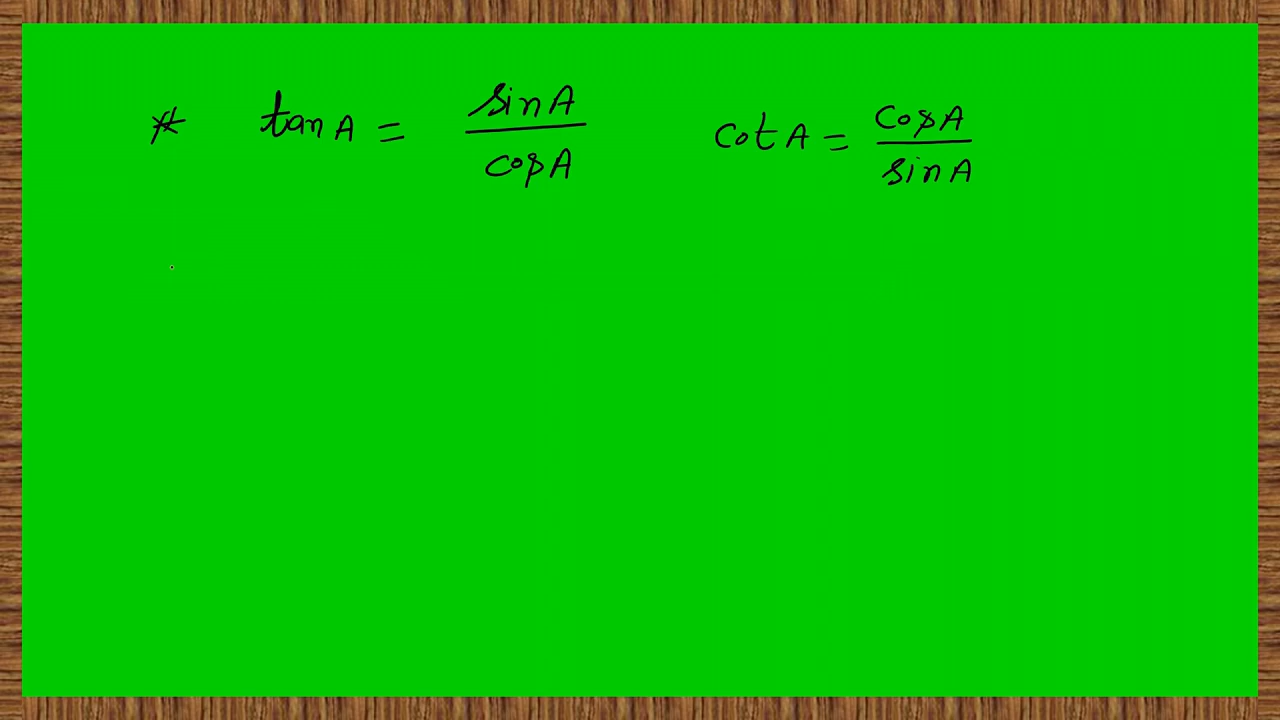 * tan A = sin A / cos A   cot A = cos A / sin A